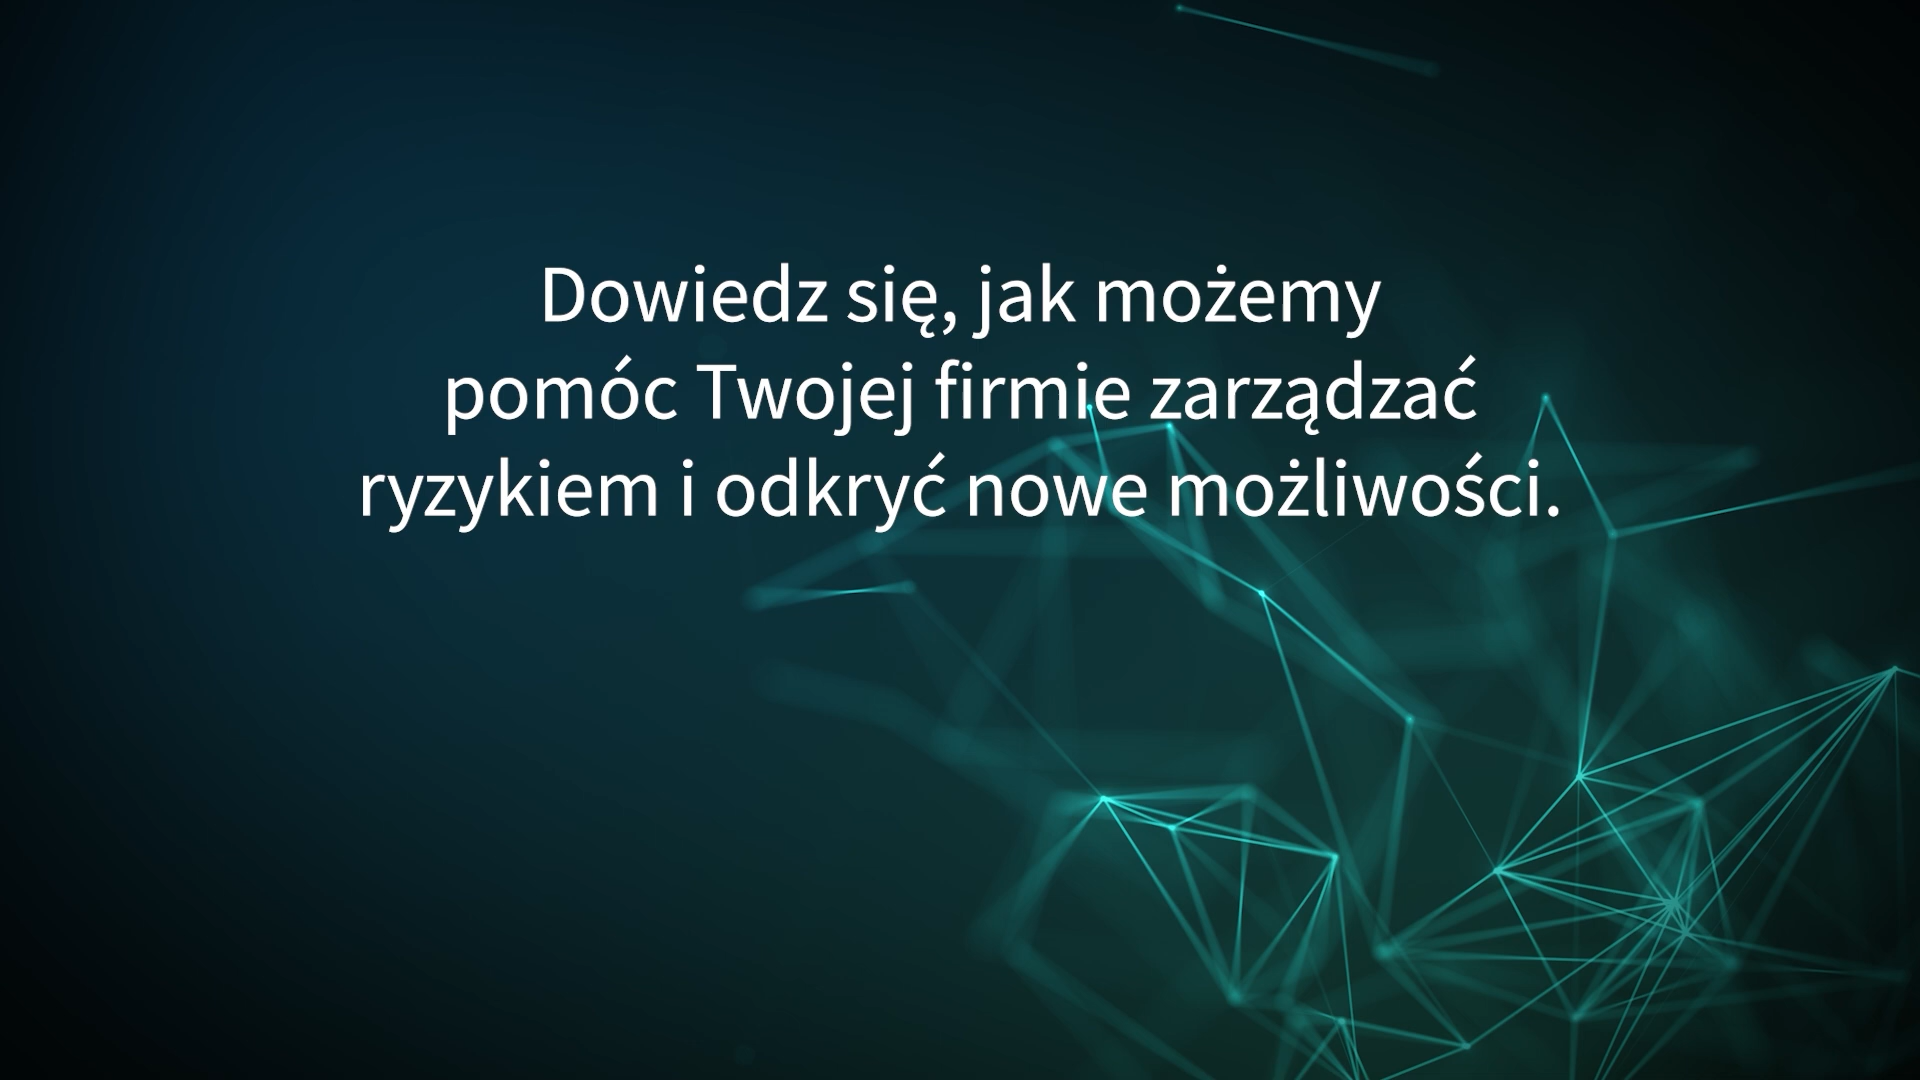 Dowiedz się, jak możemy
pomóc Twojej firmie zarządzać
ryzykiem i odkryć nowe możliwości.